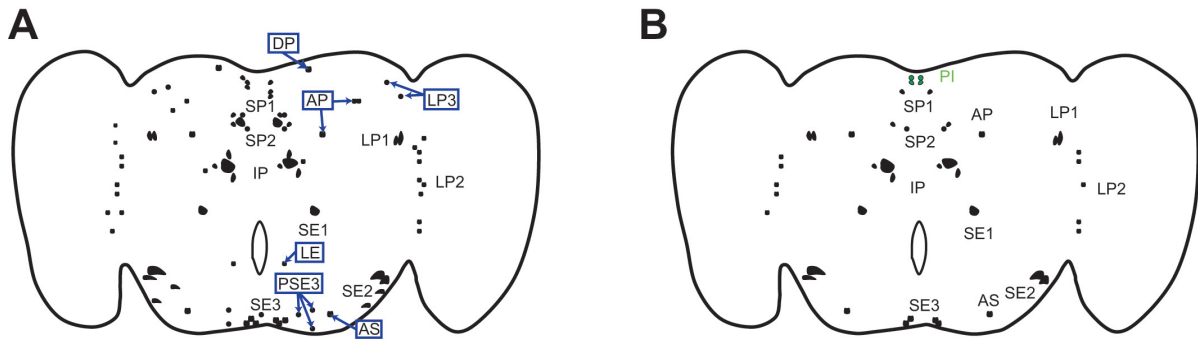 A
DP
AP
LP3
SP1
SP2
LP1
IP
LP2
SE1
LE
PSE3
SE2
SE3
AS
B
PI
SP1
AP
LP1
SP2
IP
LP2
SE1
SE2
AS
SE3